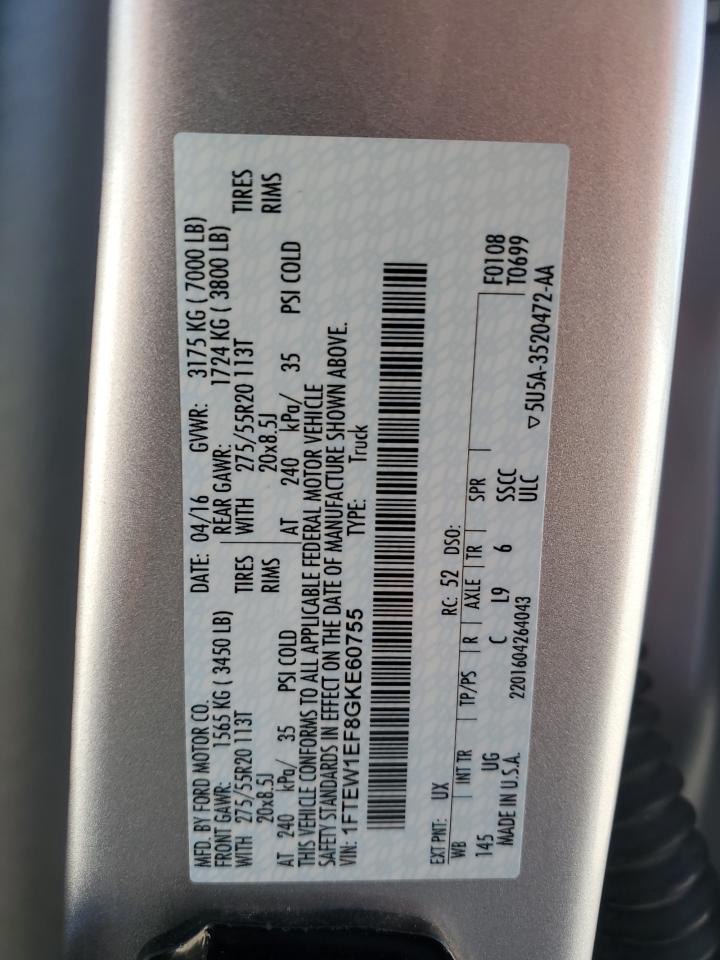 MFD. BY FORD MOTOR CO. DATE: 04/16 GVWR: 3175 KG ( 7000 LB)
FRONT GAWR: 1565 KG ( 3450 LB) REAR GAWR: 1724 KG ( 3800 LB)
WITH 275/55R20 113T TIRES WITH 275/55R20 113T TIRES
20x8.5J RIMS 20x8.5J RIMS
AT 240 kPa/ 35 PSI COLD AT 240 kPa/ 35 PSI COLD
THIS VEHICLE CONFORMS TO ALL APPLICABLE FEDERAL MOTOR VEHICLE
SAFETY STANDARDS IN EFFECT ON THE DATE OF MANUFACTURE SHOWN ABOVE.
VIN: 1FTEW1EF8GKE60755 TYPE: Truck
EXT PNT: UX RC: 52 DSO:
WB INT TR TP/PS R AXLE TR SPR F0108
145 UG C L9 6 SSCC T0699
MADE IN U.S.A. 2201604264043 ULC ▽5U5A-3520472-AA